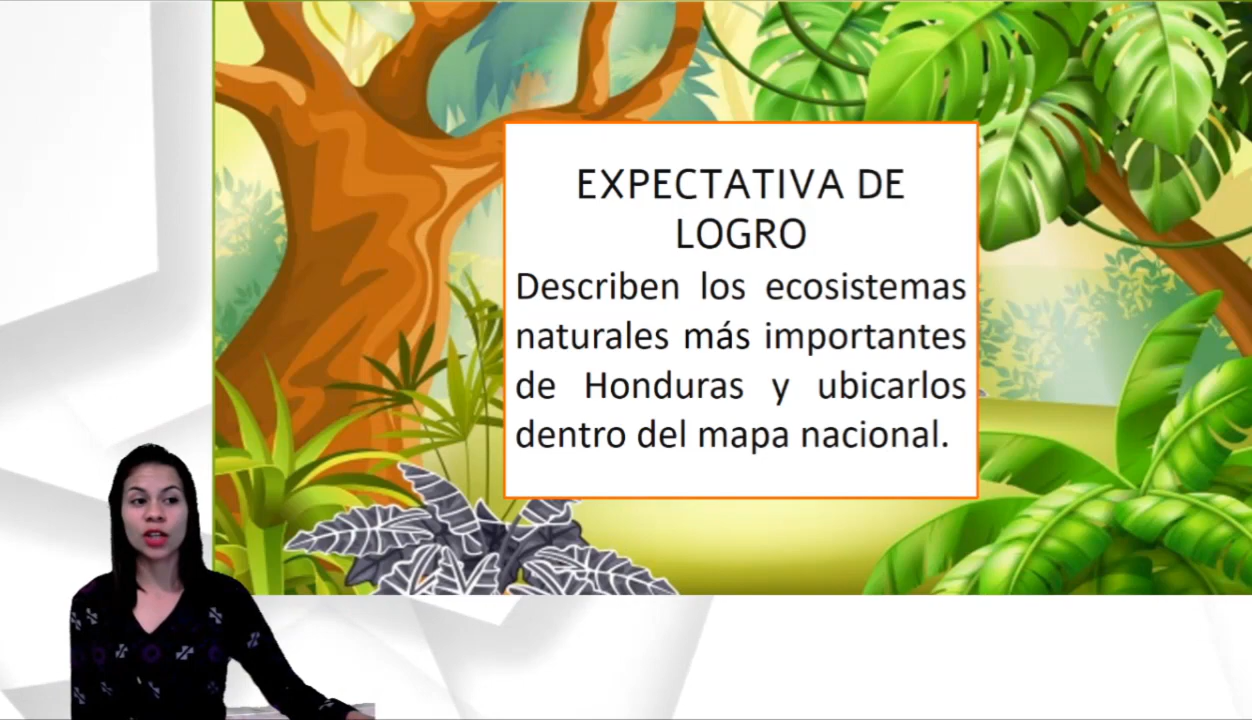 EXPECTATIVA DE
LOGRO
Describen los ecosistemas
naturales más importantes
de Honduras y ubicarlos
dentro del mapa nacional.